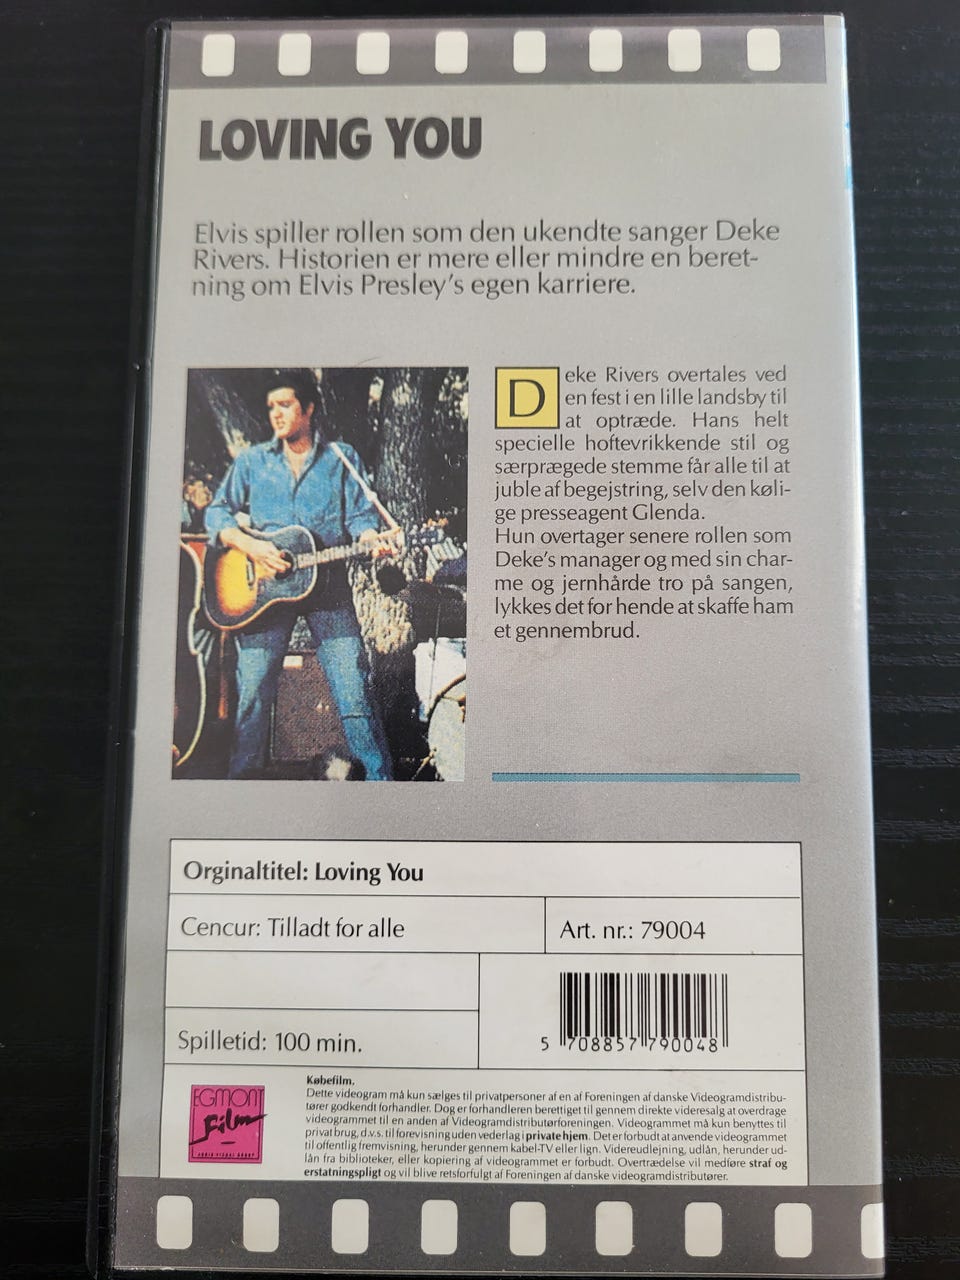 LOVING YOU
Elvis spiller rollen som den ukendte sanger Deke
Rivers. Historien er mere eller mindre en beret-
ning om Elvis Presley's egen karriere.
Deke Rivers overtales ved
en fest i en lille landsby til
at optræde. Hans helt
specielle hoftevrikkende stil og
særprægede stemme får alle til at
juble af begejstring, selv den køli-
ge presseagent Glenda.
Hun overtager senere rollen som
Deke's manager og med sin char-
me og jernhårde tro på sangen,
lykkes det for hende at skaffe ham
et gennembrud.
Orginaltitel: Loving You
Cencur: Tilladt for alle
Art. nr.: 79004
Spilletid: 100 min.
5 708857 790048
EGMONT
Film
Købefilm.
Dette videogram må kun sælges til privatpersoner af en af Foreningen af danske Videogramdistribu-
tører godkendt forhandler. Dog er forhandleren berettiget til gennem direkte videresalg at overdrage
videogrammet til en anden af Videogramdistributørforeningen. Videogrammet må kun benyttes til
privat brug, d.v.s. til forevisning uden vederlag i private hjem. Det er forbudt at anvende videogrammet
til offentlig fremvisning, herunder gennem kabel-TV eller lign. Videreudlejning, udlån, herunder ud-
lån fra biblioteker, eller kopiering af videogrammet er forbudt. Overtrædelse vil medføre straf og
erstatningspligt og vil blive retsforfulgt af Foreningen af danske videogramdistributører.